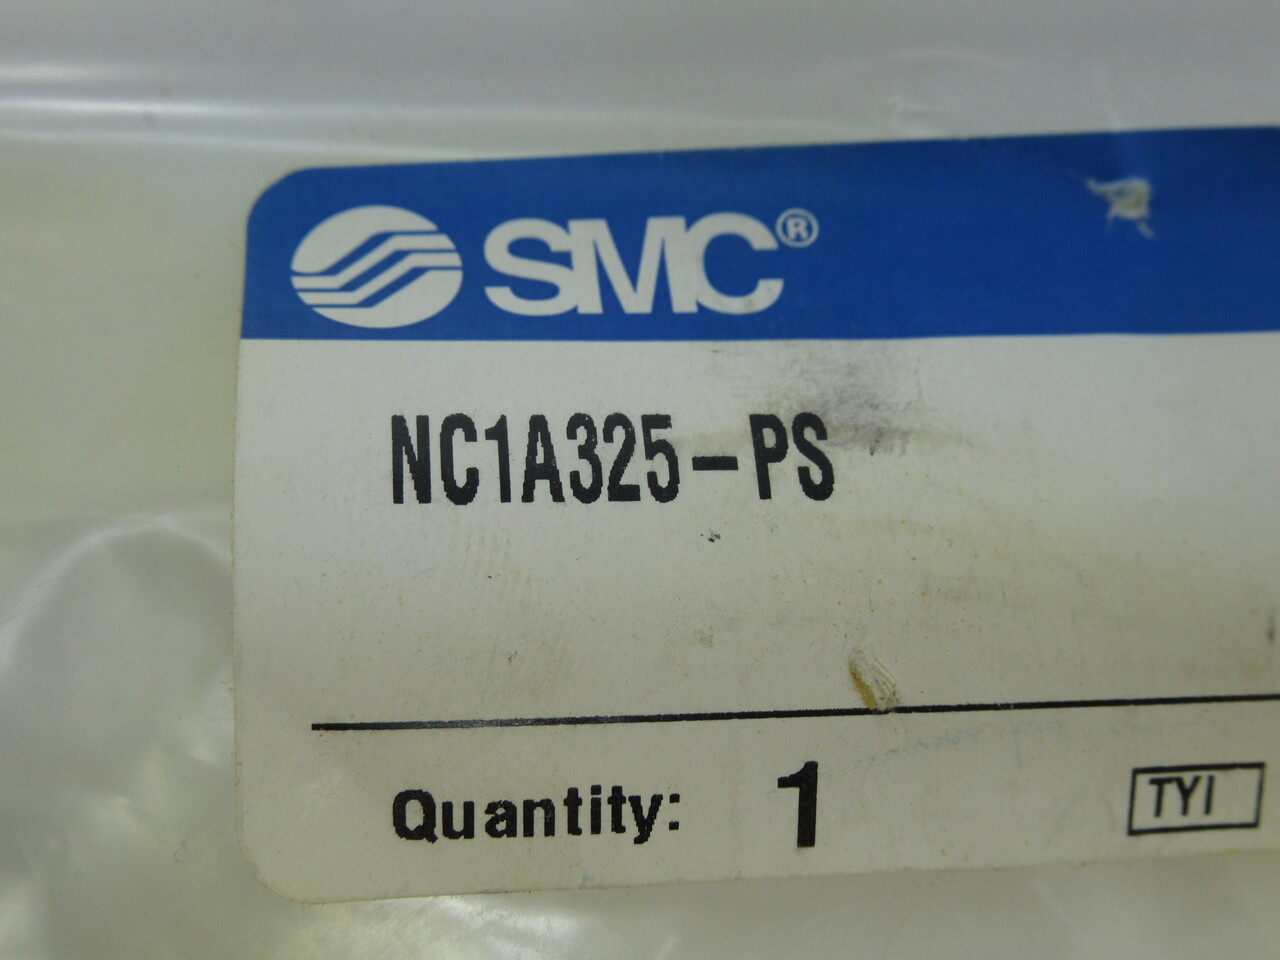 SMC®
NC1A325-PS
Quantity: 1
TYI